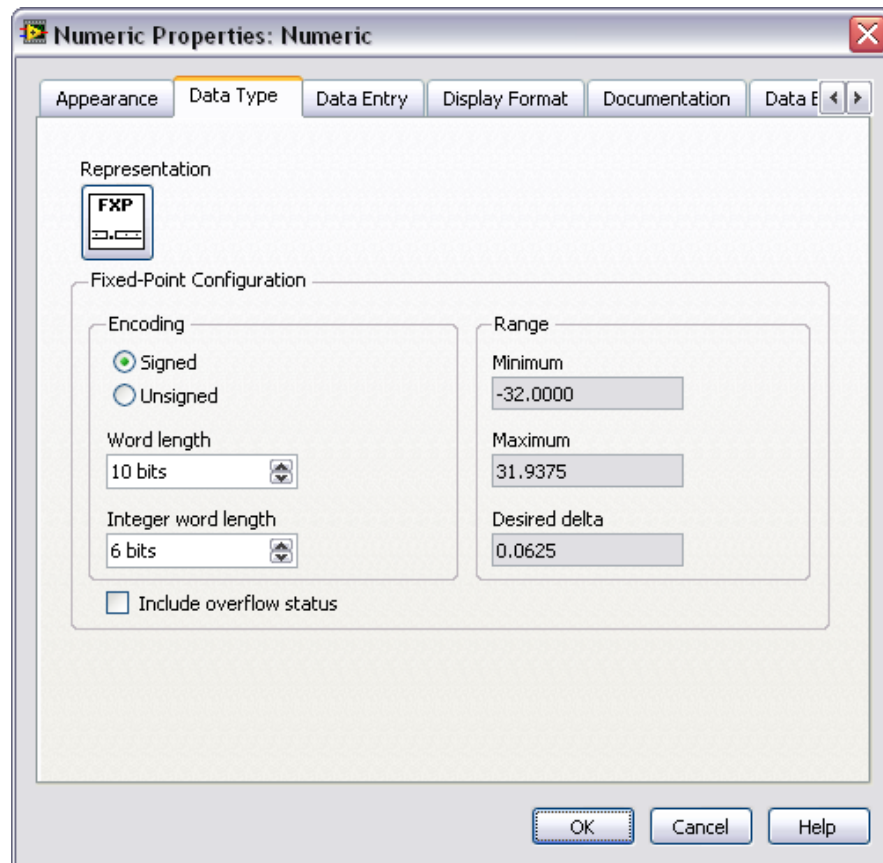 Numeric Properties: Numeric
Appearance
Data Type
Data Entry
Display Format
Documentation
Data E
Representation
FXP
Fixed-Point Configuration
Encoding
Signed
Unsigned
Word length
10 bits
Integer word length
6 bits
Include overflow status
Range
Minimum
-32.0000
Maximum
31.9375
Desired delta
0.0625
OK
Cancel
Help